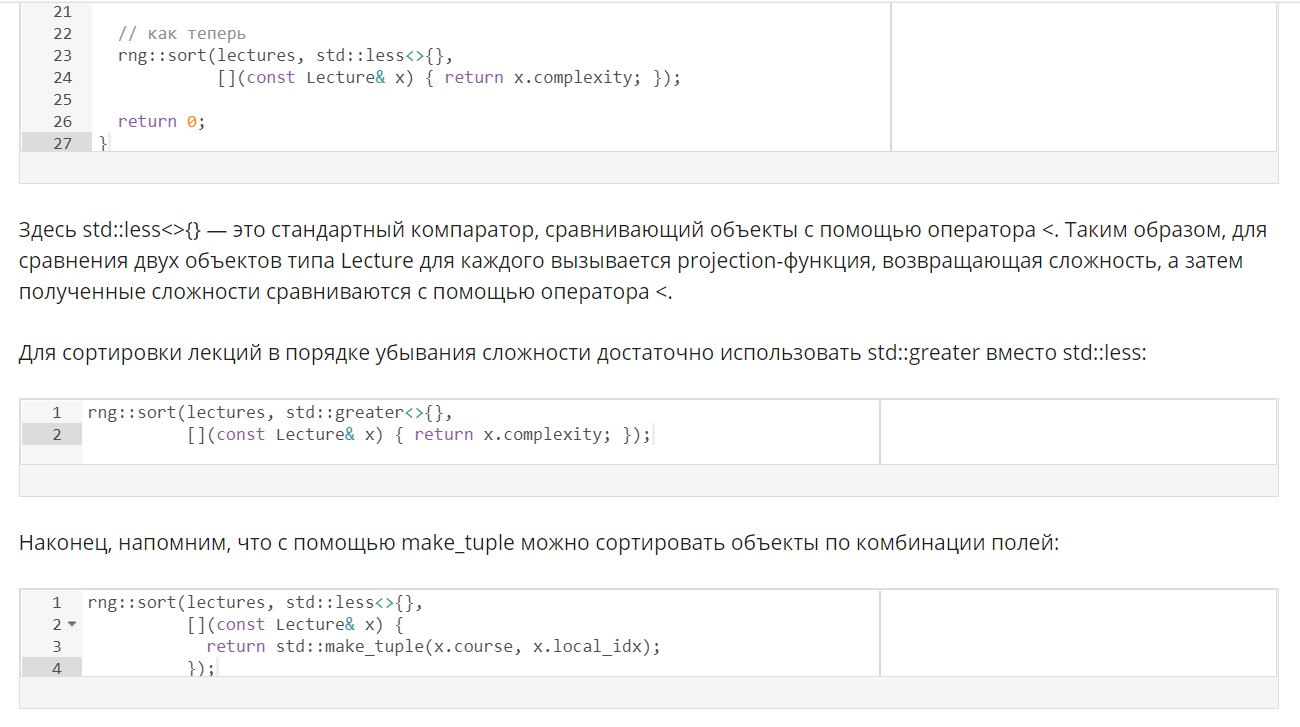 21
22 // как теперь
23 rng::sort(lectures, std::less<>{},
24 [](const Lecture& x) { return x.complexity; });
25
26 return 0;
27 }
Здесь std::less<>{} — это стандартный компаратор, сравнивающий объекты с помощью оператора <. Таким образом, для
сравнения двух объектов типа Lecture для каждого вызывается projection-функция, возвращающая сложность, а затем
полученные сложности сравниваются с помощью оператора <.
Для сортировки лекций в порядке убывания сложности достаточно использовать std::greater вместо std::less:
1 rng::sort(lectures, std::greater<>{},
2 [](const Lecture& x) { return x.complexity; });
Наконец, напомним, что с помощью make_tuple можно сортировать объекты по комбинации полей:
1 rng::sort(lectures, std::less<>{},
2 [](const Lecture& x) {
3 return std::make_tuple(x.course, x.local_idx);
4 });